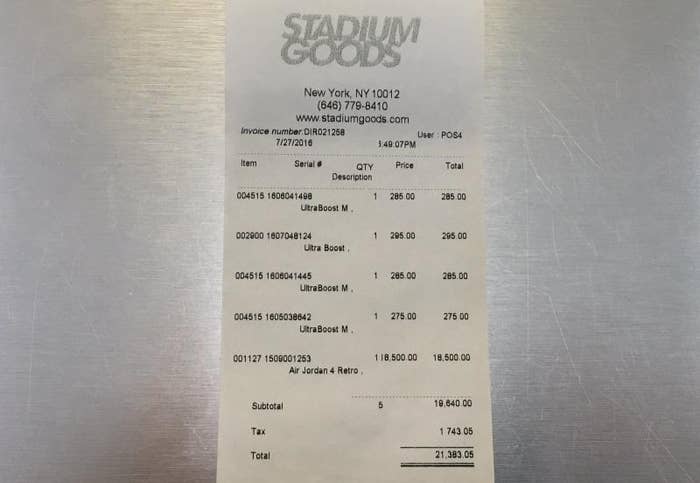 STADIUM
GOODS
New York, NY 10012
(646) 779-8410
www.stadiumgoods.com
Invoice number:DIR021268 User : POS4
7/27/2016 3:49:07PM
Item Serial # QTY Price Total
Description
004515 1606041498 1 285.00 285.00
UltraBoost M .
002900 1607048124 1 295.00 295.00
Ultra Boost .
004515 1606041445 1 285.00 285.00
UltraBoost M .
004515 1605038642 1 275.00 275 00
UltraBoost M .
001127 1509001253 1 18,500.00 18,500.00
Air Jordan 4 Retro .
Subtotal 5 19,640.00
Tax 1 743.05
Total 21,383.05